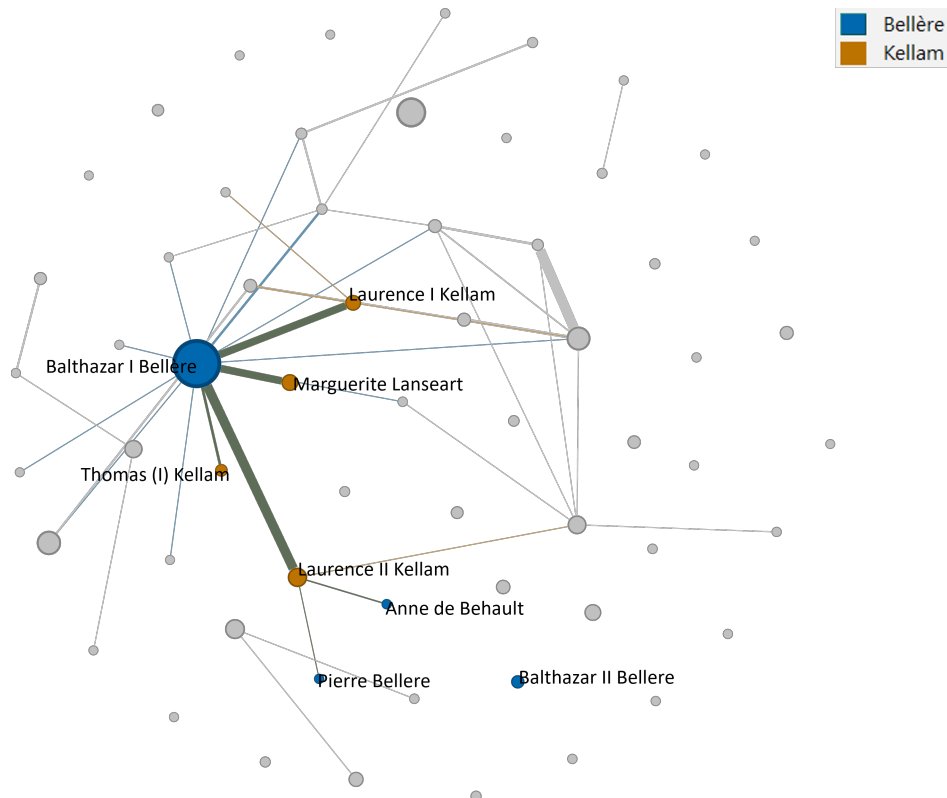 Bellère
Kellam
Laurence I Kellam
Balthazar I Bellère
Marguerite Lanseart
Thomas (I) Kellam
Laurence II Kellam
Anne de Behault
Pierre Bellere
Balthazar II Bellere